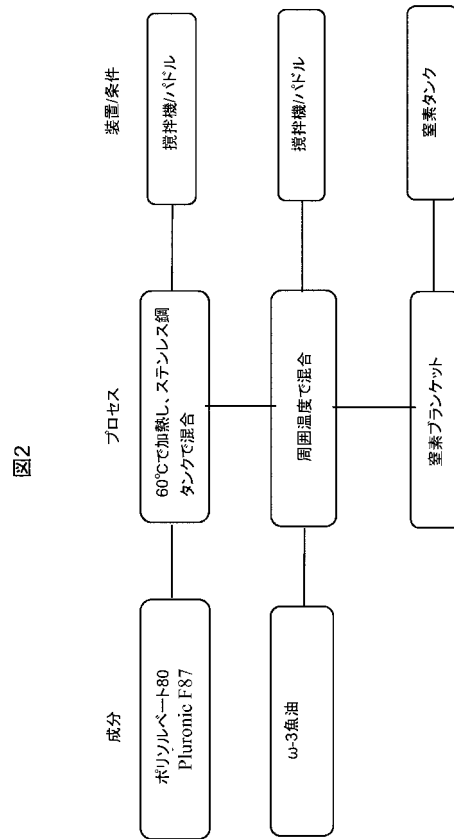 図2
成分
プロセス
装置/条件
ポリソルベート80
Pluronic F87
60°Cで加熱し、ステンレス鋼
タンクで混合
攪拌機/パドル
ω-3魚油
周囲温度で混合
攪拌機/パドル
窒素ブランケット
窒素タンク